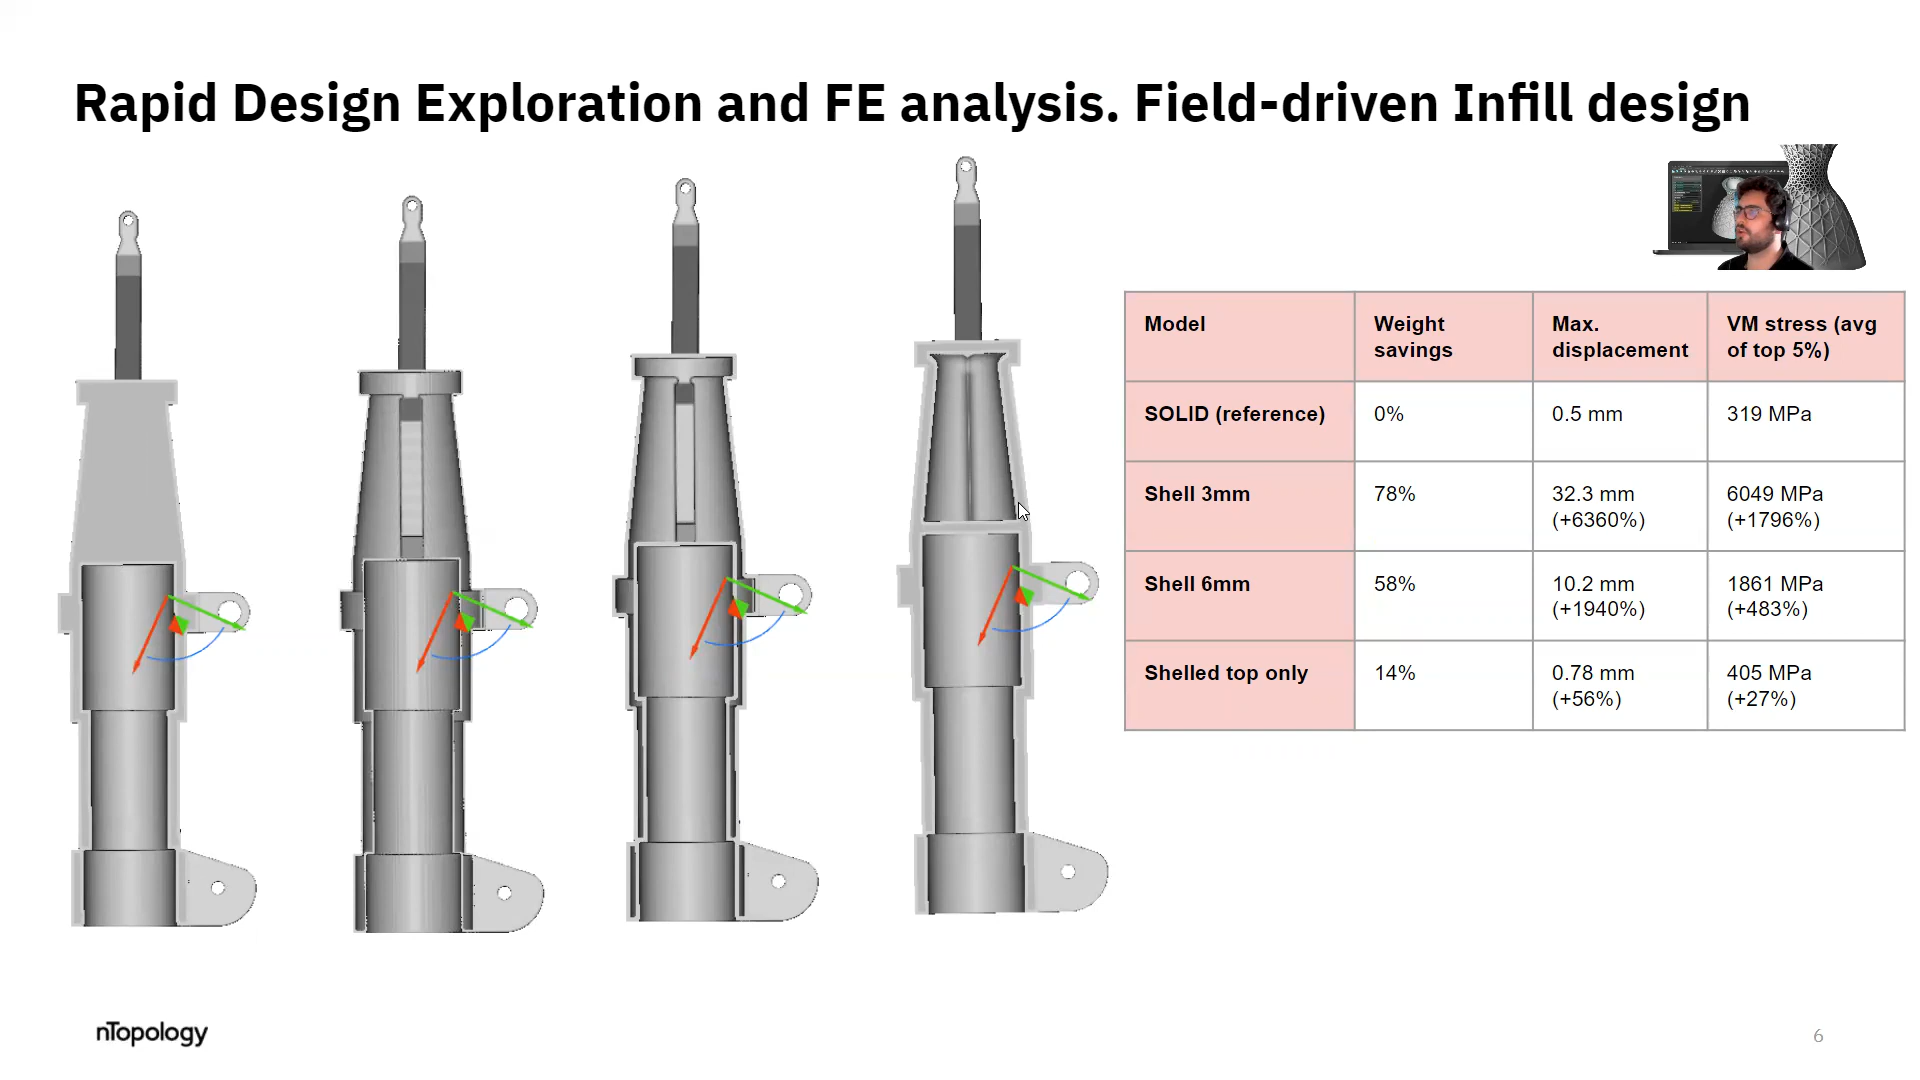 Rapid Design Exploration and FE analysis. Field-driven Infill design
Model
Weight
savings
Max.
displacement
VM stress (avg
of top 5%)
SOLID (reference)
0%
0.5 mm
319 MPa
Shell 3mm
78%
32.3 mm
(+6360%)
6049 MPa
(+1796%)
Shell 6mm
58%
10.2 mm
(+1940%)
1861 MPa
(+483%)
Shelled top only
14%
0.78 mm
(+56%)
405 MPa
(+27%)
nTopology
6